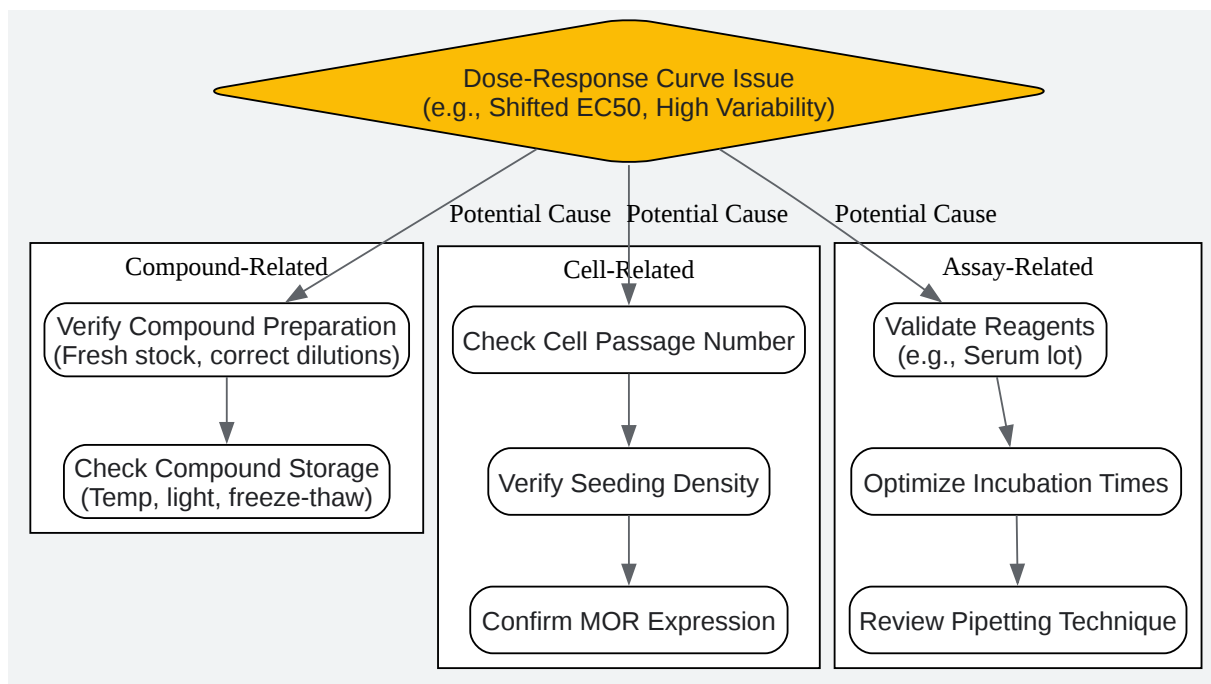 Dose-Response Curve Issue
(e.g., Shifted EC50, High Variability)
Potential Cause
Potential Cause
Potential Cause
Compound-Related
Verify Compound Preparation
(Fresh stock, correct dilutions)
Check Compound Storage
(Temp, light, freeze-thaw)
Cell-Related
Check Cell Passage Number
Verify Seeding Density
Confirm MOR Expression
Assay-Related
Validate Reagents
(e.g., Serum lot)
Optimize Incubation Times
Review Pipetting Technique